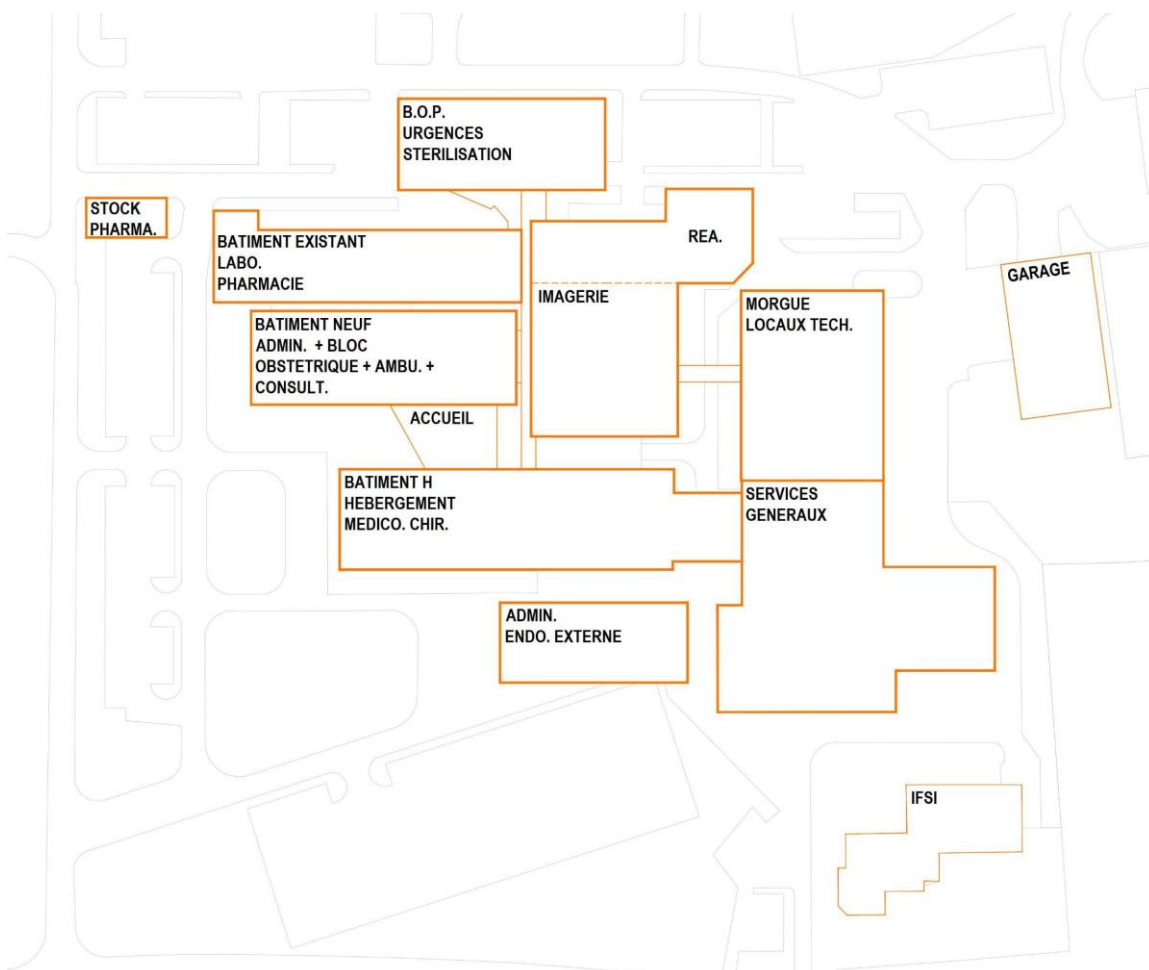 B.O.P.
URGENCES
STERILISATION
STOCK
PHARMA.
BATIMENT EXISTANT
LABO.
PHARMACIE
REA.
IMAGERIE
GARAGE
MORGUE
LOCAUX TECH.
BATIMENT NEUF
ADMIN. + BLOC
OBSTETRIQUE + AMBU. +
CONSULT.
ACCUEIL
BATIMENT H
HEBERGEMENT
MEDICO. CHIR.
SERVICES
GENERAUX
ADMIN.
ENDO. EXTERNE
IFSI